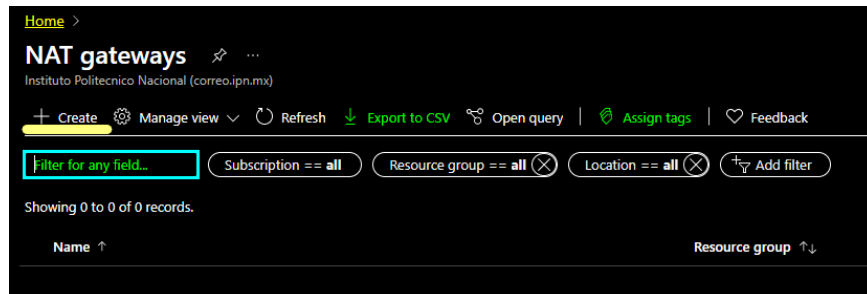 Home >
NAT gateways ...
Instituto Politecnico Nacional (correo.ipn.mx)
+ Create Manage view Refresh Export to CSV Open query | Assign tags | Feedback
Filter for any field... Subscription == all Resource group == all Location == all Add filter
Showing 0 to 0 of 0 records.
Name ↑ Resource group ↑↓